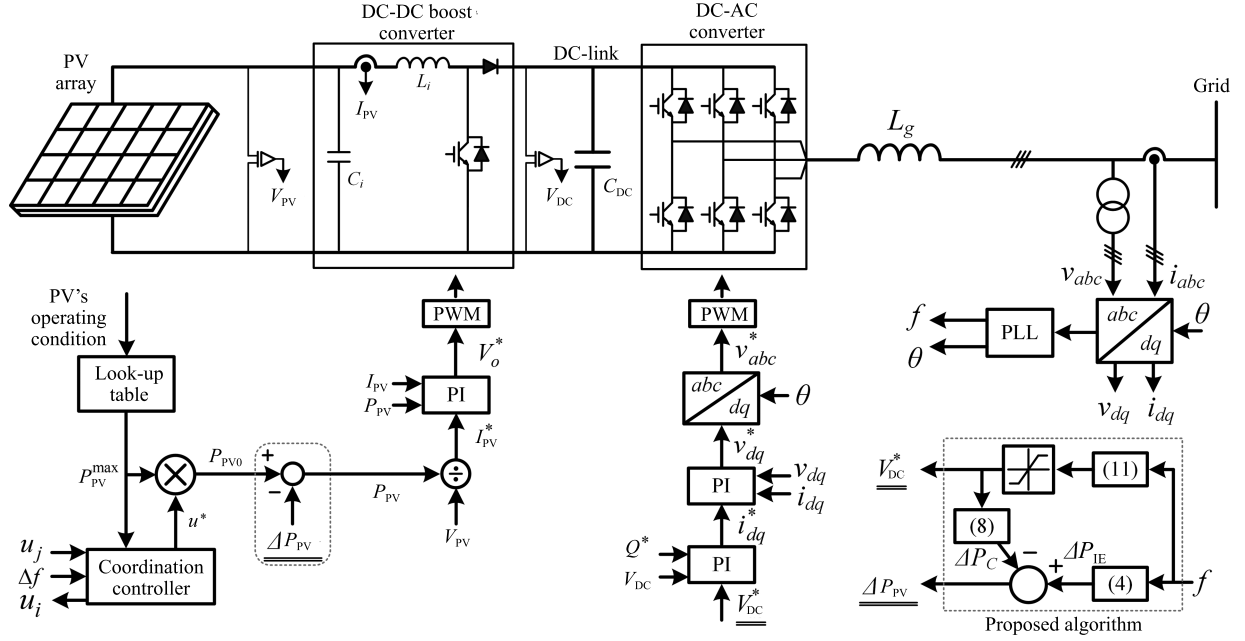 DC-DC boost
converter
DC-AC
converter
PV
array
DC-link
Grid
I_PV
L_i
V_PV
C_i
V_DC
C_DC
L_g
v_abc
i_abc
PV's
operating
condition
PWM
PWM
f
θ
PLL
abc
dq
θ
V_o^*
v_abc^*
Look-up
table
I_PV
P_PV
PI
abc
dq
θ
v_dq
i_dq
I_PV^*
v_dq^*
P_PV^max
×
P_PV0
+
−
P_PV
÷
PI
v_dq
i_dq
V_DC^*
(11)
u^*
ΔP_PV
V_PV
i_dq^*
(8)
u_j
Δf
u_i
Coordination
controller
Q^*
V_DC
PI
ΔP_C
−
+
ΔP_IE
ΔP_PV
(4)
f
V_DC^*
Proposed algorithm